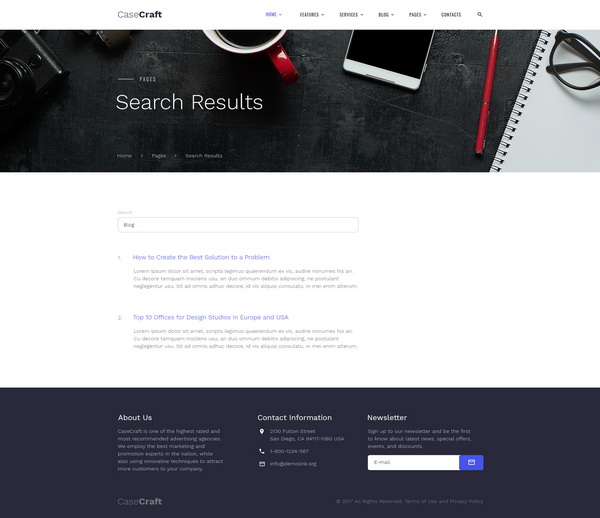 CaseCraft
HOME FEATURES SERVICES BLOG PAGES CONTACTS
PAGES
Search Results
Home Pages Search Results
Search
Blog
1. How to Create the Best Solution to a Problem
Lorem ipsum dolor sit amet, scripta legimus quaerendum ex vis, audire nonumes his an.
Cu decore tamquam insolens usu, an duo omnium debitis adipiscing, et mea postulant
neglegentur usu. Sit ad omnis adhuc decore, id vis aliquip consulatu, in mei enim partem.
2. Top 10 Offices for Design Studios in Europe and USA
Lorem ipsum dolor sit amet, scripta legimus quaerendum ex vis, audire nonumes his an.
Cu decore tamquam insolens usu, an duo omnium debitis adipiscing, et mea postulant
neglegentur usu. Sit ad omnis adhuc decore, id vis aliquip consulatu, in mei enim partem.
About Us
CaseCraft is one of the highest rated and
most recommended advertising agencies.
We employ the best marketing and
promotion experts in the nation, while
also using innovative techniques to attract
more customers to your company.
Contact Information
2130 Fulton Street
San Diego, CA 94117-1080 USA
1-800-1234-567
info@demolink.org
Newsletter
Sign up to our newsletter and be the first
to know about latest news, special offers,
events, and discounts.
E-mail
CaseCraft
© 2017 All Rights Reserved. Terms of Use and Privacy Policy